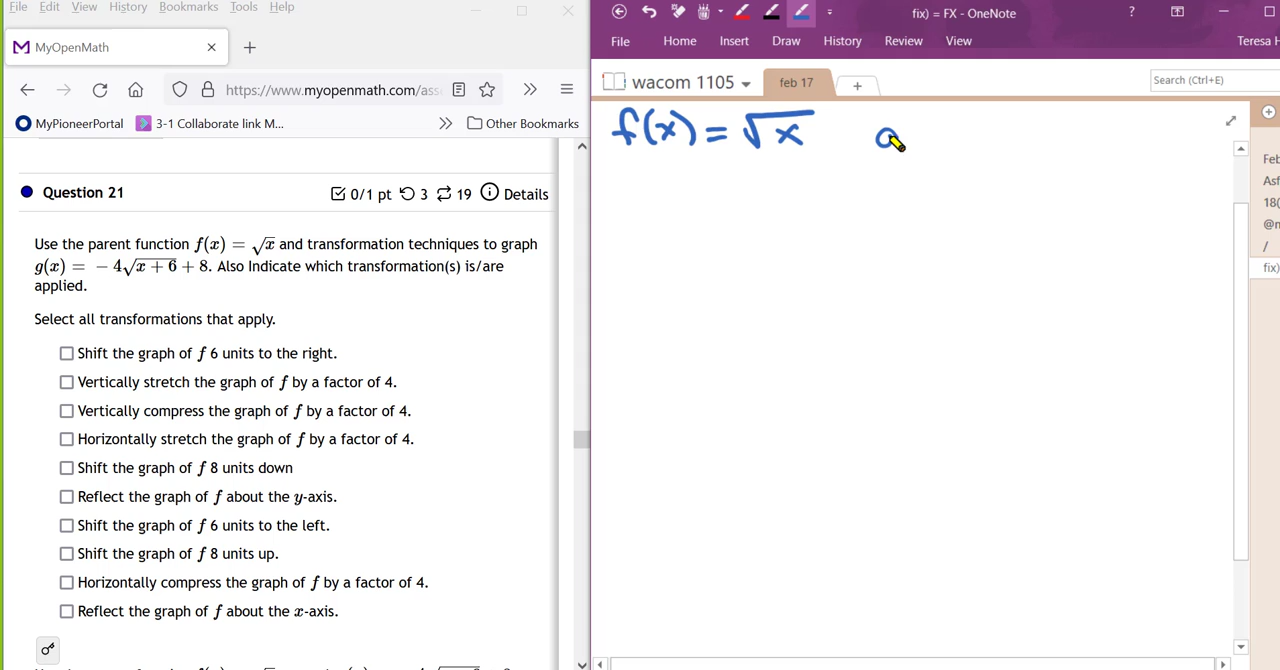 File Edit View History Bookmarks Tools Help
MyOpenMath
https://www.myopenmath.com/ass
MyPioneerPortal 3-1 Collaborate link M... Other Bookmarks
Question 21 0/1 pt 3 19 Details
Use the parent function f(x) = √x and transformation techniques to graph
g(x) = − 4√(x + 6) + 8. Also Indicate which transformation(s) is/are
applied.
Select all transformations that apply.
Shift the graph of f 6 units to the right.
Vertically stretch the graph of f by a factor of 4.
Vertically compress the graph of f by a factor of 4.
Horizontally stretch the graph of f by a factor of 4.
Shift the graph of f 8 units down
Reflect the graph of f about the y-axis.
Shift the graph of f 6 units to the left.
Shift the graph of f 8 units up.
Horizontally compress the graph of f by a factor of 4.
Reflect the graph of f about the x-axis.
fix) = FX - OneNote
File Home Insert Draw History Review View Teresa H
wacom 1105 feb 17 Search (Ctrl+E)
f(x) = √x
Feb
Asf
18(
@n
/
fix)